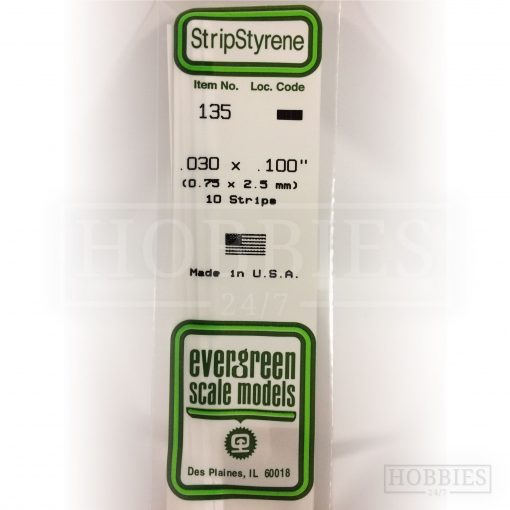 StripStyrene
Item No. Loc. Code
135
.030 x .100"
(0.75 x 2.5 mm)
10 Strips
Made in U.S.A.
HOBBIES
24/7
evergreen
scale models
Des Plaines, IL 60018
HOBBIES
24/7